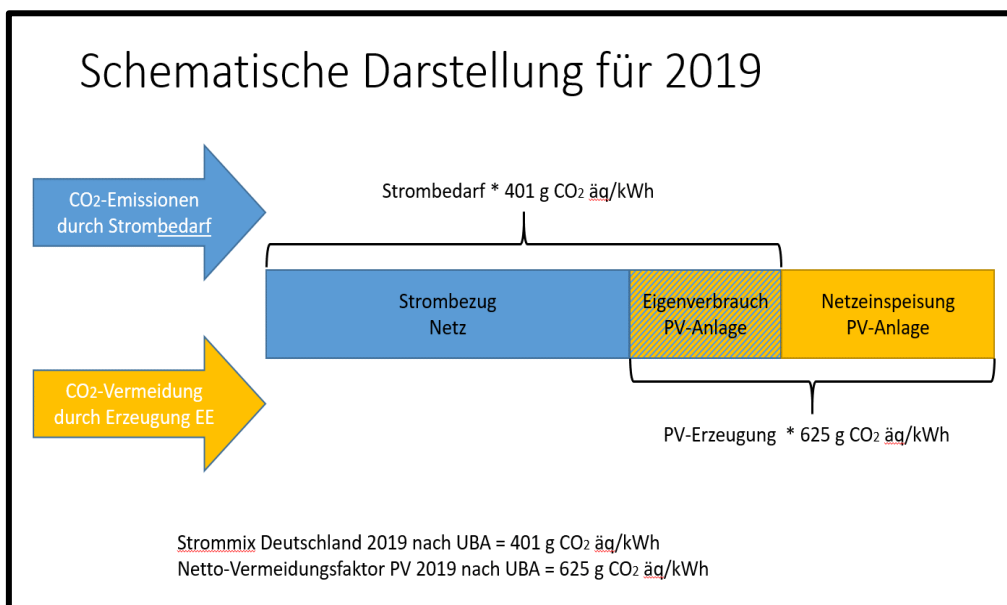 Schematische Darstellung für 2019
CO2-Emissionen
durch Strombedarf
Strombedarf * 401 g CO2 äq/kWh
Strombezug
Netz
Eigenverbrauch
PV-Anlage
Netzeinspeisung
PV-Anlage
CO2-Vermeidung
durch Erzeugung EE
PV-Erzeugung * 625 g CO2 äq/kWh
Strommix Deutschland 2019 nach UBA = 401 g CO2 äq/kWh
Netto-Vermeidungsfaktor PV 2019 nach UBA = 625 g CO2 äq/kWh